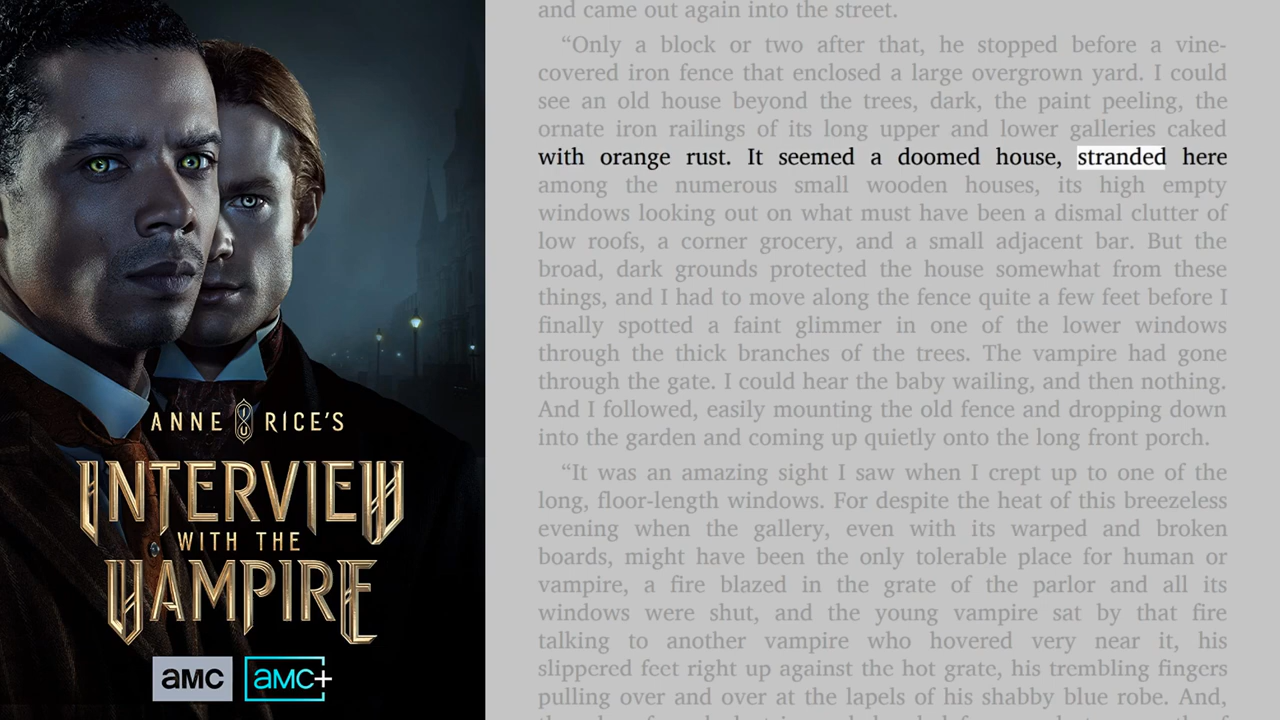 ANNE RICE'S
INTERVIEW
WITH THE
VAMPIRE
aMC
aMC+
and came out again into the street.
“Only a block or two after that, he stopped before a vine-
covered iron fence that enclosed a large overgrown yard. I could
see an old house beyond the trees, dark, the paint peeling, the
ornate iron railings of its long upper and lower galleries caked
with orange rust. It seemed a doomed house, stranded here
among the numerous small wooden houses, its high empty
windows looking out on what must have been a dismal clutter of
low roofs, a corner grocery, and a small adjacent bar. But the
broad, dark grounds protected the house somewhat from these
things, and I had to move along the fence quite a few feet before I
finally spotted a faint glimmer in one of the lower windows
through the thick branches of the trees. The vampire had gone
through the gate. I could hear the baby wailing, and then nothing.
And I followed, easily mounting the old fence and dropping down
into the garden and coming up quietly onto the long front porch.
“It was an amazing sight I saw when I crept up to one of the
long, floor-length windows. For despite the heat of this breezeless
evening when the gallery, even with its warped and broken
boards, might have been the only tolerable place for human or
vampire, a fire blazed in the grate of the parlor and all its
windows were shut, and the young vampire sat by that fire
talking to another vampire who hovered very near it, his
slippered feet right up against the hot grate, his trembling fingers
pulling over and over at the lapels of his shabby blue robe. And,